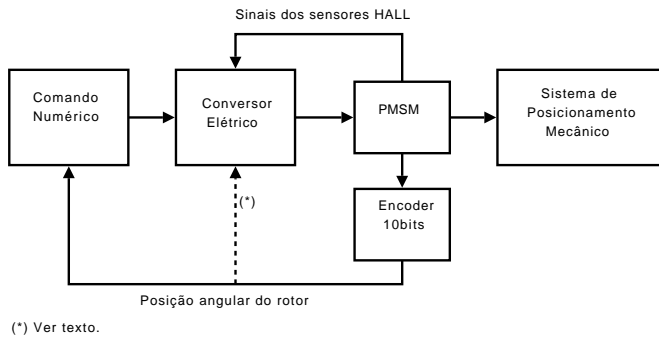 Sinais dos sensores HALL
Comando
Numérico
Conversor
Elétrico
PMSM
Sistema de
Posicionamento
Mecânico
(*)
Encoder
10bits
Posição angular do rotor
(*) Ver texto.